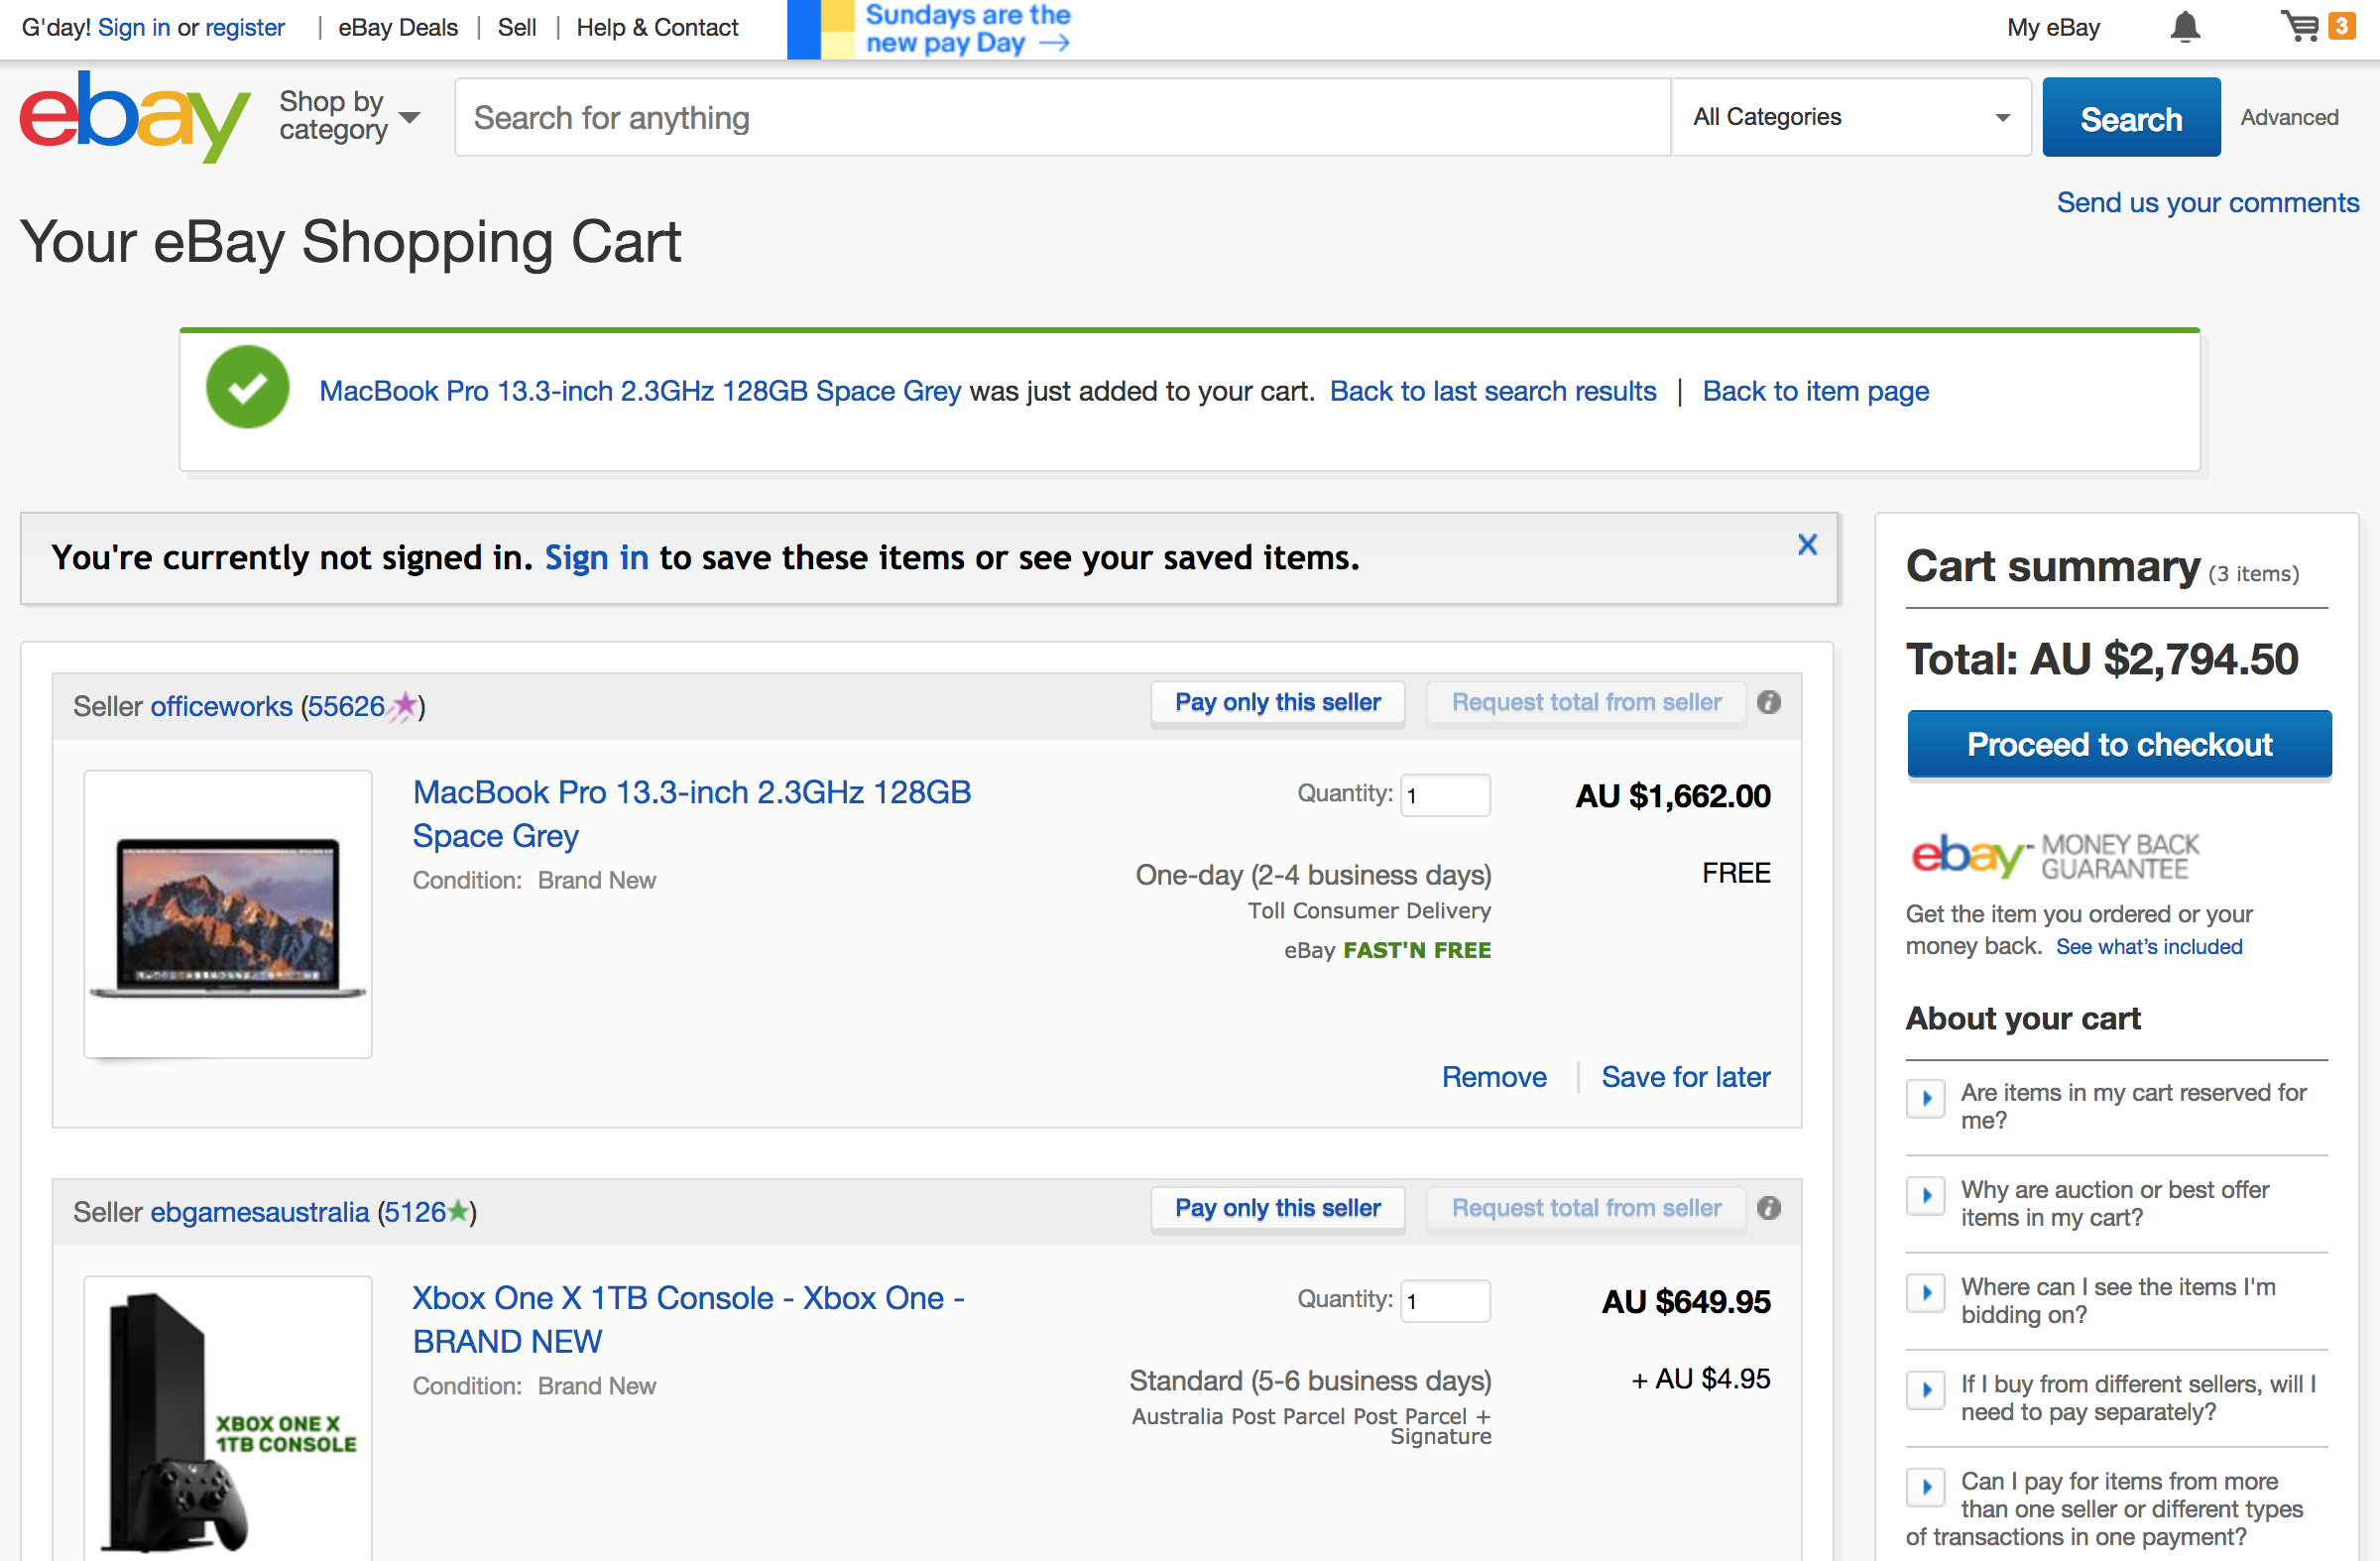 G'day! Sign in or register | eBay Deals | Sell | Help & Contact
Sundays are the
new pay Day →
My eBay
3
ebay
Shop by
category
Search for anything
All Categories
Search
Advanced
Send us your comments
Your eBay Shopping Cart
MacBook Pro 13.3-inch 2.3GHz 128GB Space Grey was just added to your cart. Back to last search results | Back to item page
You're currently not signed in. Sign in to save these items or see your saved items.
X
Seller officeworks (55626)
Pay only this seller
Request total from seller
i
MacBook Pro 13.3-inch 2.3GHz 128GB
Space Grey
Condition: Brand New
Quantity: 1
AU $1,662.00
One-day (2-4 business days)
FREE
Toll Consumer Delivery
eBay FAST'N FREE
Remove | Save for later
Seller ebgamesaustralia (5126)
Pay only this seller
Request total from seller
i
XBOX ONE X
1TB CONSOLE
Xbox One X 1TB Console - Xbox One -
BRAND NEW
Condition: Brand New
Quantity: 1
AU $649.95
Standard (5-6 business days)
+ AU $4.95
Australia Post Parcel Post Parcel +
Signature
Cart summary (3 items)
Total: AU $2,794.50
Proceed to checkout
ebay™ MONEY BACK
GUARANTEE
Get the item you ordered or your
money back. See what's included
About your cart
Are items in my cart reserved for
me?
Why are auction or best offer
items in my cart?
Where can I see the items I'm
bidding on?
If I buy from different sellers, will I
need to pay separately?
Can I pay for items from more
than one seller or different types
of transactions in one payment?